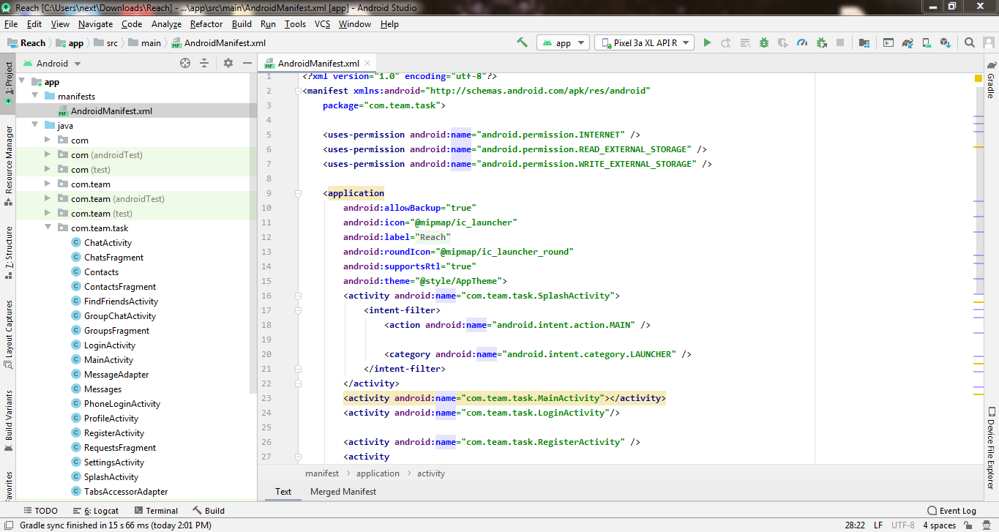 Reach [C:\Users\next\Downloads\Reach] - ...\app\src\main\AndroidManifest.xml [app] - Android Studio
File Edit View Navigate Code Analyze Refactor Build Run Tools VCS Window Help
Reach app src main AndroidManifest.xml app Pixel 3a XL API R
Android AndroidManifest.xml
1: Project
Resource Manager
7: Structure
Layout Captures
Build Variants
avorites
app
manifests
AndroidManifest.xml
java
com
com (androidTest)
com (test)
com.team
com.team (androidTest)
com.team (test)
com.team.task
ChatActivity
ChatsFragment
Contacts
ContactsFragment
FindFriendsActivity
GroupChatActivity
GroupsFragment
LoginActivity
MainActivity
MessageAdapter
Messages
PhoneLoginActivity
ProfileActivity
RegisterActivity
RequestsFragment
SettingsActivity
SplashActivity
TabsAccessorAdapter
1 <?xml version="1.0" encoding="utf-8"?>
2 <manifest xmlns:android="http://schemas.android.com/apk/res/android"
3 package="com.team.task">
4
5 <uses-permission android:name="android.permission.INTERNET" />
6 <uses-permission android:name="android.permission.READ_EXTERNAL_STORAGE" />
7 <uses-permission android:name="android.permission.WRITE_EXTERNAL_STORAGE" />
8
9 <application
10 android:allowBackup="true"
11 android:icon="@mipmap/ic_launcher"
12 android:label="Reach"
13 android:roundIcon="@mipmap/ic_launcher_round"
14 android:supportsRtl="true"
15 android:theme="@style/AppTheme">
16 <activity android:name="com.team.task.SplashActivity">
17 <intent-filter>
18 <action android:name="android.intent.action.MAIN" />
19
20 <category android:name="android.intent.category.LAUNCHER" />
21 </intent-filter>
22 </activity>
23 <activity android:name="com.team.task.MainActivity"></activity>
24 <activity android:name="com.team.task.LoginActivity"/>
25
26 <activity android:name="com.team.task.RegisterActivity" />
27 <activity
manifest › application › activity
Text Merged Manifest
Gradle
Device File Explorer
TODO 6: Logcat Terminal Build Event Log
Gradle sync finished in 15 s 66 ms (today 2:01 PM) 28:22 LF UTF-8 4 spaces